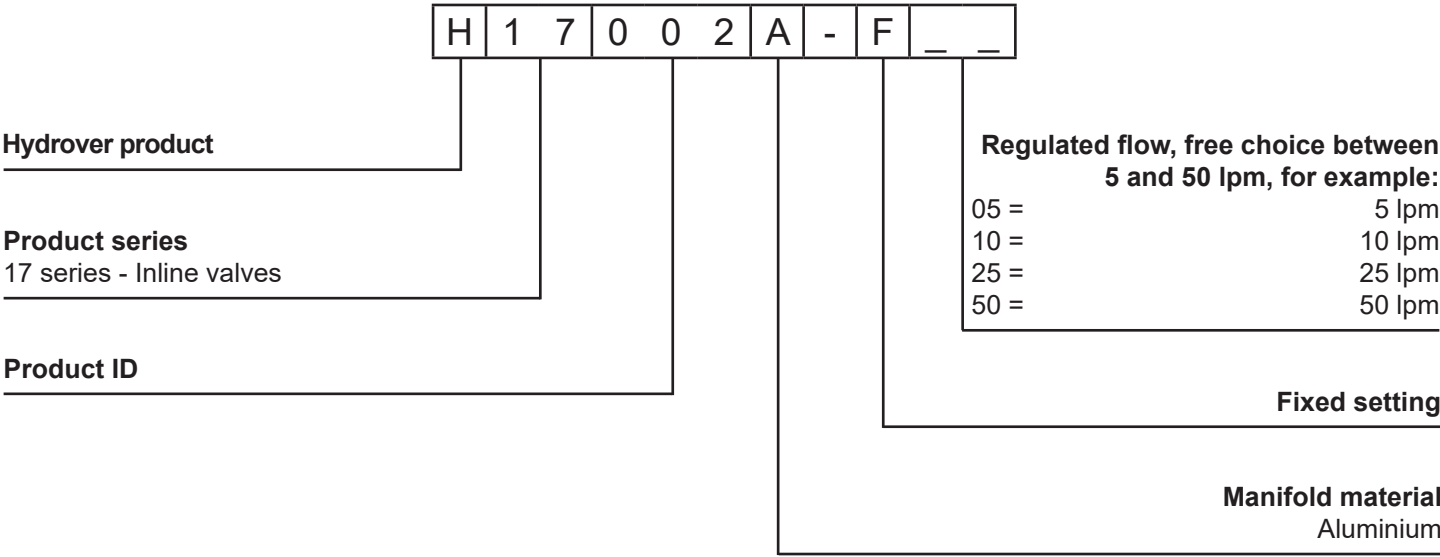 H 1 7 0 0 2 A - F _ _
Hydrover product
Product series
17 series - Inline valves
Product ID
Regulated flow, free choice between
5 and 50 lpm, for example:
05 = 5 lpm
10 = 10 lpm
25 = 25 lpm
50 = 50 lpm
Fixed setting
Manifold material
Aluminium